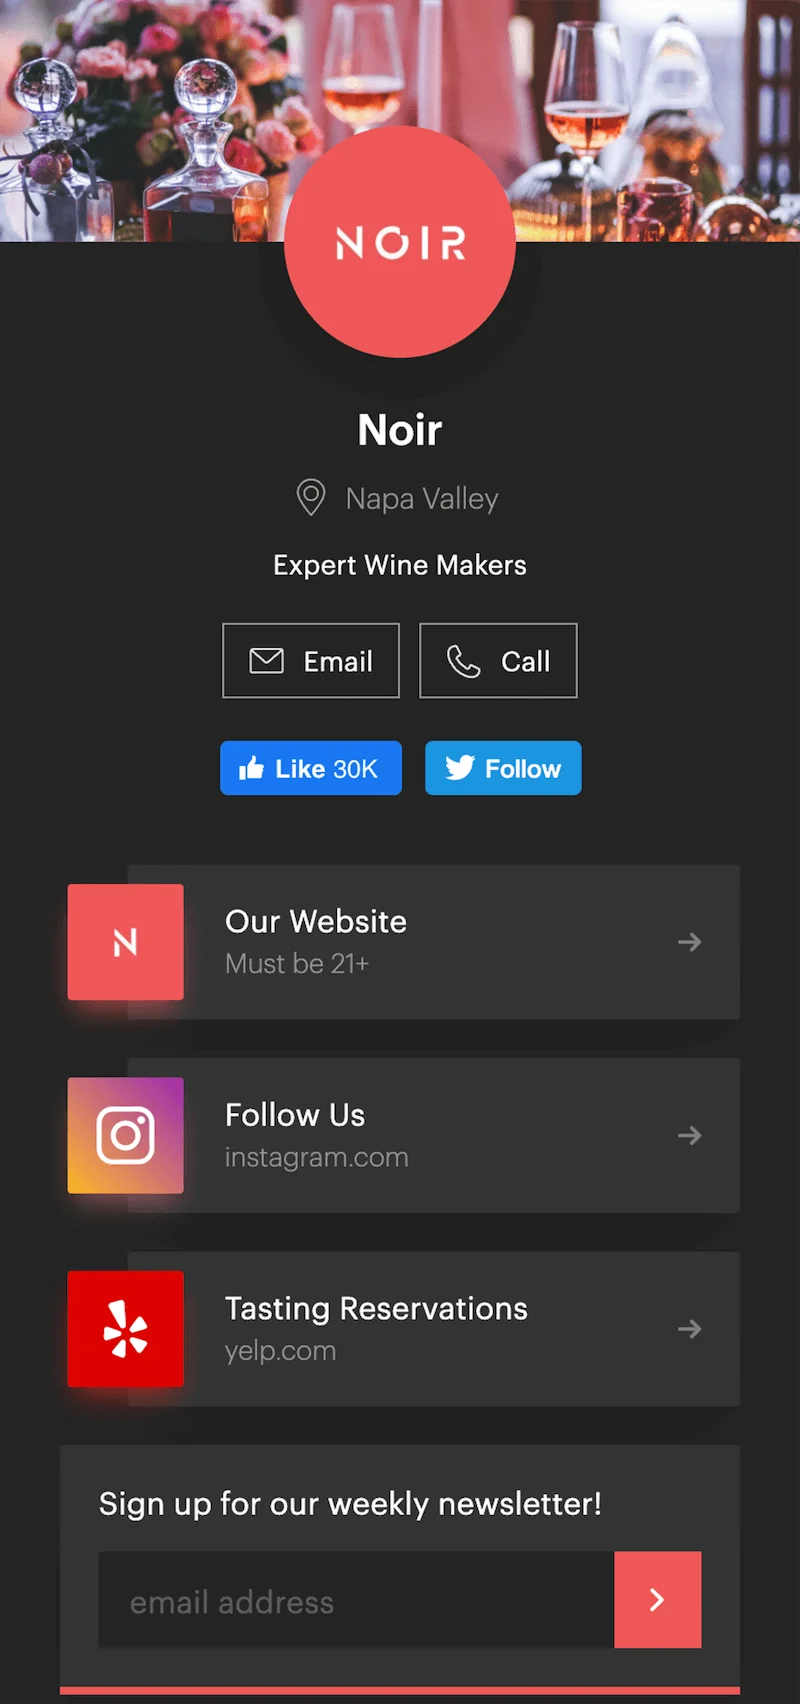 NOIR
Noir
Napa Valley
Expert Wine Makers
Email
Call
Like 30K
Follow
N
Our Website
Must be 21+
Follow Us
instagram.com
Tasting Reservations
yelp.com
Sign up for our weekly newsletter!
email address